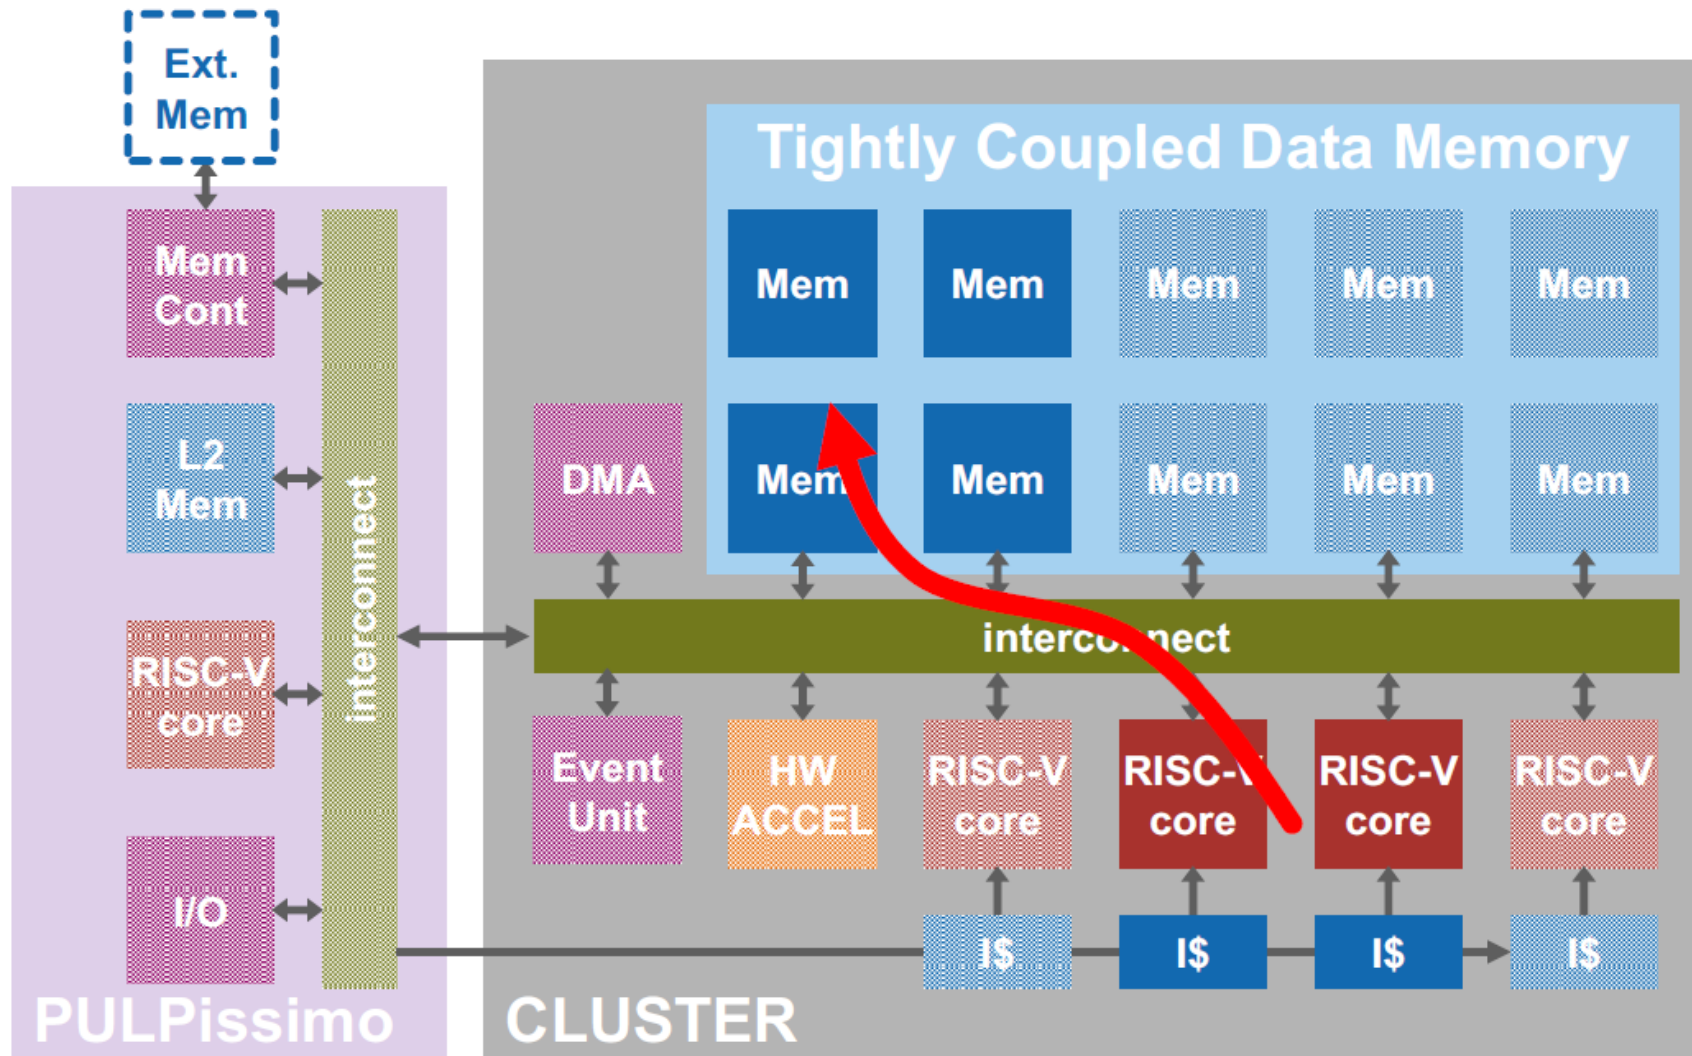 Ext.
Mem
Tightly Coupled Data Memory
Mem
Cont
Mem
Mem
Mem
Mem
Mem
L2
Mem
DMA
Mem
Mem
Mem
Mem
Mem
interconnect
interconnect
RISC-V
core
Event
Unit
HW
ACCEL
RISC-V
core
RISC-V
core
RISC-V
core
RISC-V
core
I/O
I$
I$
I$
I$
PULPissimo
CLUSTER